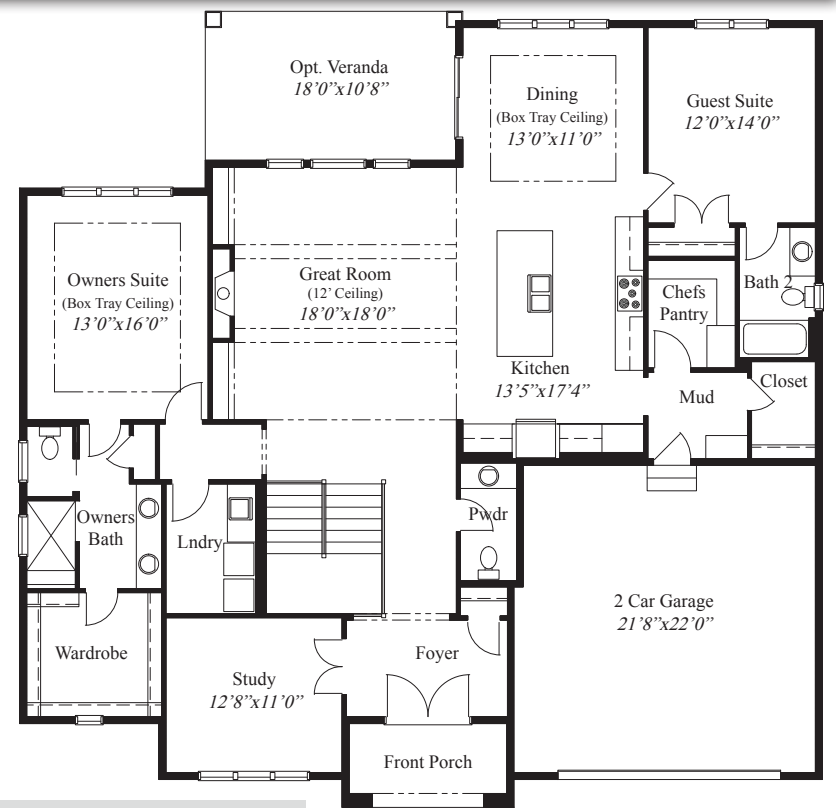 Opt. Veranda
18’0”x10’8”
Dining
(Box Tray Ceiling)
13’0”x11’0”
Guest Suite
12’0”x14’0”
Owners Suite
(Box Tray Ceiling)
13’0”x16’0”
Great Room
(12’ Ceiling)
18’0”x18’0”
Kitchen
13’5”x17’4”
Chefs
Pantry
Bath 2
Mud
Closet
Owners
Bath
Lndry
Pwdr
Wardrobe
Study
12’8”x11’0”
Foyer
2 Car Garage
21’8”x22’0”
Front Porch